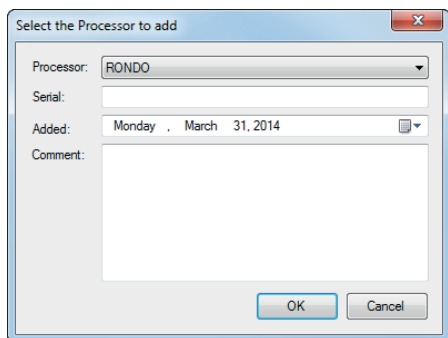 Select the Processor to add
Processor: RONDO
Serial:
Added: Monday , March 31, 2014
Comment:
OK Cancel